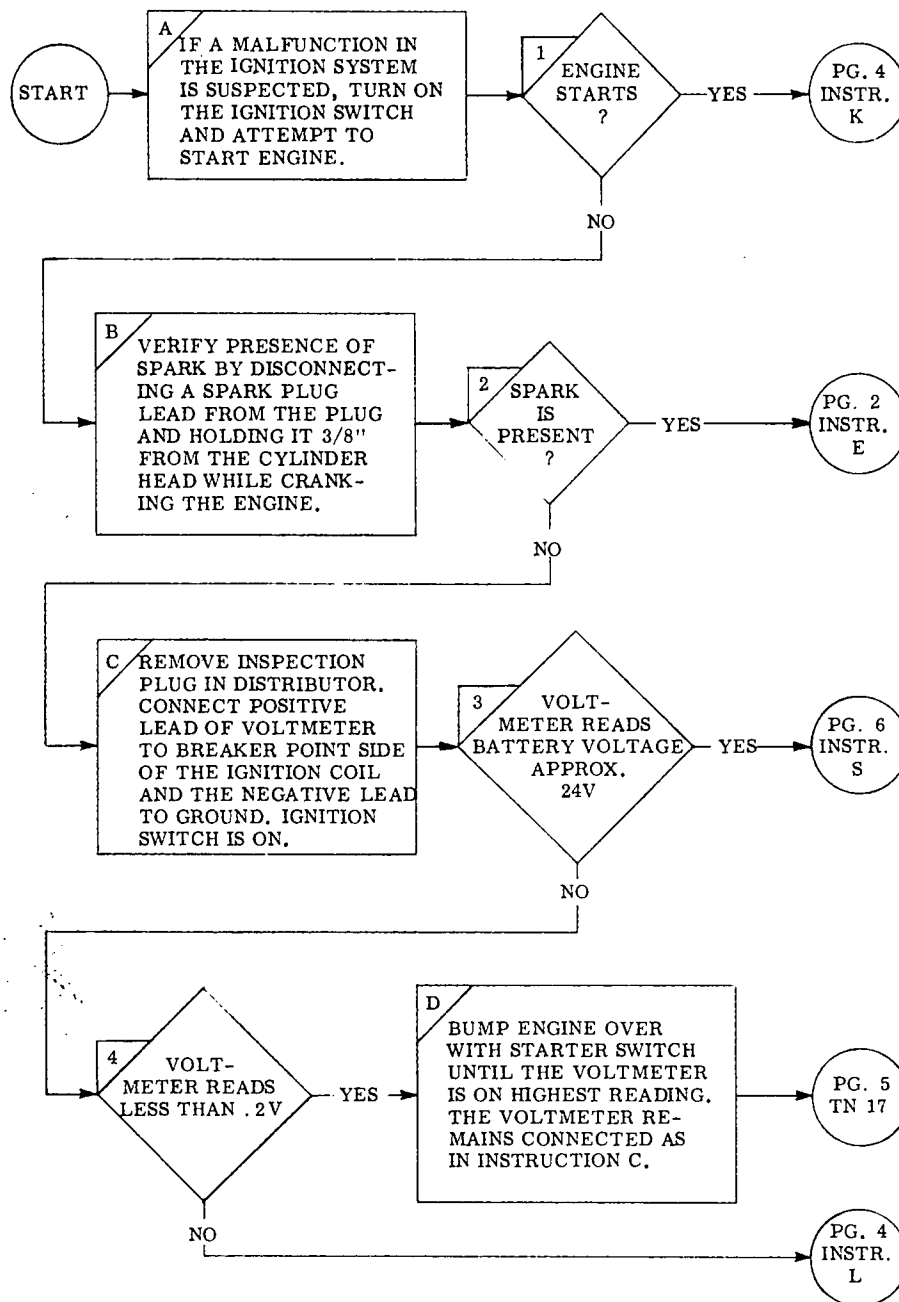 START
A
IF A MALFUNCTION IN
THE IGNITION SYSTEM
IS SUSPECTED, TURN ON
THE IGNITION SWITCH
AND ATTEMPT TO
START ENGINE.
1
ENGINE
STARTS
?
YES
PG. 4
INSTR.
K
NO
B
VERIFY PRESENCE OF
SPARK BY DISCONNECT-
ING A SPARK PLUG
LEAD FROM THE PLUG
AND HOLDING IT 3/8"
FROM THE CYLINDER
HEAD WHILE CRANK-
ING THE ENGINE.
2
SPARK
IS
PRESENT
?
YES
PG. 2
INSTR.
E
NO
C
REMOVE INSPECTION
PLUG IN DISTRIBUTOR.
CONNECT POSITIVE
LEAD OF VOLTMETER
TO BREAKER POINT SIDE
OF THE IGNITION COIL
AND THE NEGATIVE LEAD
TO GROUND. IGNITION
SWITCH IS ON.
3
VOLT-
METER READS
BATTERY VOLTAGE
APPROX.
24V
YES
PG. 6
INSTR.
S
NO
4
VOLT-
METER READS
LESS THAN .2V
YES
D
BUMP ENGINE OVER
WITH STARTER SWITCH
UNTIL THE VOLTMETER
IS ON HIGHEST READING.
THE VOLTMETER RE-
MAINS CONNECTED AS
IN INSTRUCTION C.
PG. 5
TN 17
NO
PG. 4
INSTR.
L